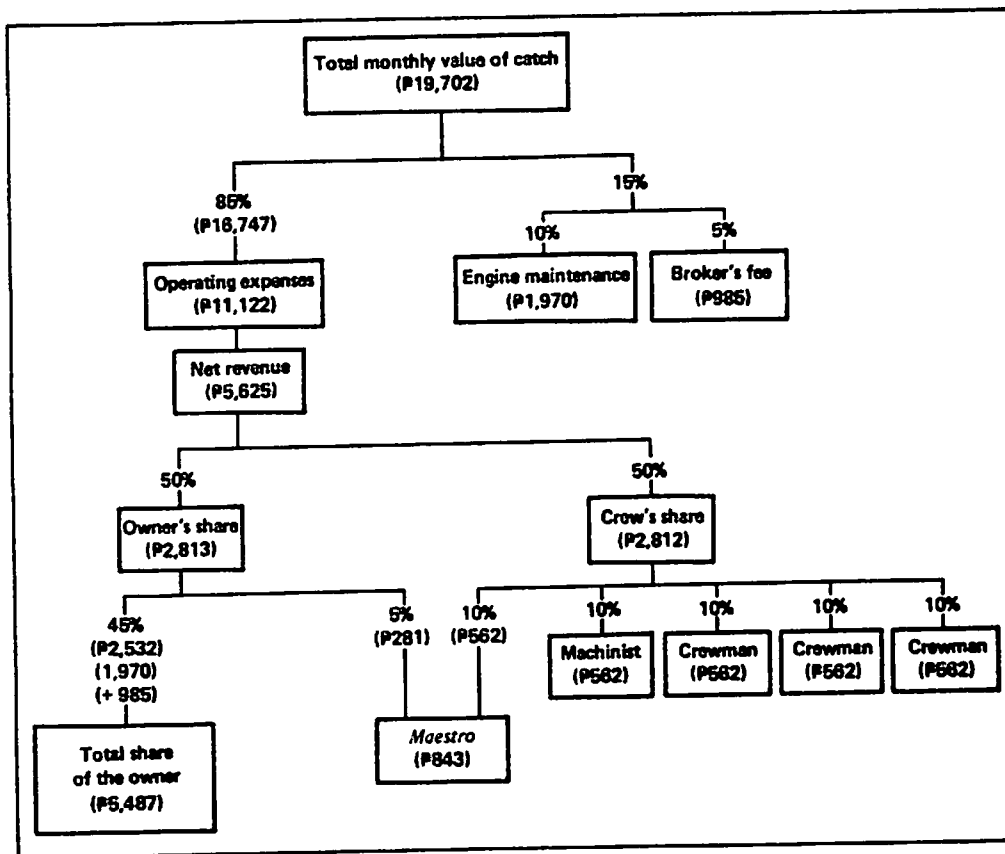 Total monthly value of catch
(₱19,702)
85%
(₱16,747)
15%
10%
5%
Operating expenses
(₱11,122)
Engine maintenance
(₱1,970)
Broker's fee
(₱985)
Net revenue
(₱5,625)
50%
50%
Owner's share
(₱2,813)
Crew's share
(₱2,812)
45%
(₱2,532)
(1,970)
(+ 985)
5%
(₱281)
10%
(₱562)
10%
10%
10%
10%
Machinist
(₱562)
Crewman
(₱562)
Crewman
(₱562)
Crewman
(₱562)
Total share
of the owner
(₱5,487)
Maestro
(₱843)